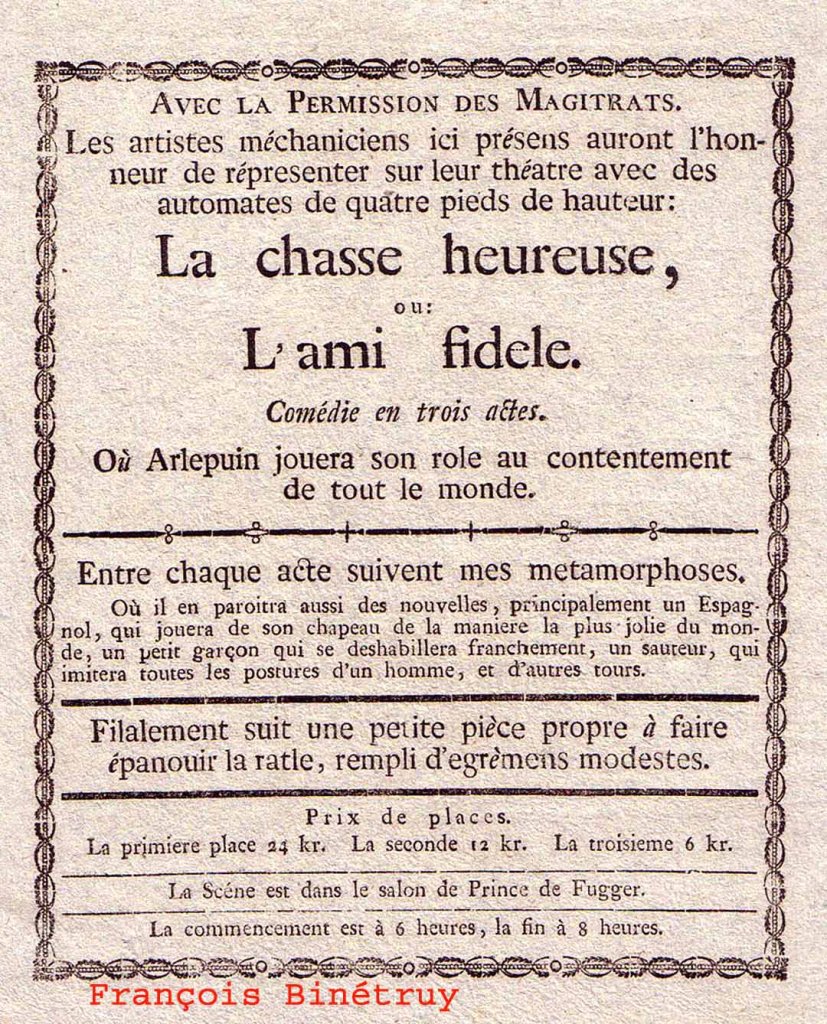 AVEC LA PERMISSION DES MAGITRATS.
Les artistes méchaniciens ici présens auront l'hon-
neur de répresenter sur leur théatre avec des
automates de quatre pieds de hauteur:
La chasse heureuse,
ou:
L'ami fidele.
Comédie en trois actes.
Où Arlepuin jouera son role au contentement
de tout le monde.
Entre chaque acte suivent mes metamorphoses.
Où il en paroitra aussi des nouvelles, principalement un Espag-
nol, qui jouera de son chapeau de la maniere la plus jolie du mon-
de, un petit garçon qui se deshabillera franchement, un sauteur, qui
imitera toutes les postures d'un homme, et d'autres tours.
Filalement suit une petite pièce propre à faire
épanouir la ratle, rempli d'egrèmens modestes.
Prix de places.
La primiere place 24 kr. La seconde 12 kr. La troisieme 6 kr.
La Scéne est dans le salon de Prince de Fugger.
La commencement est à 6 heures, la fin à 8 heures.
François Binétruy